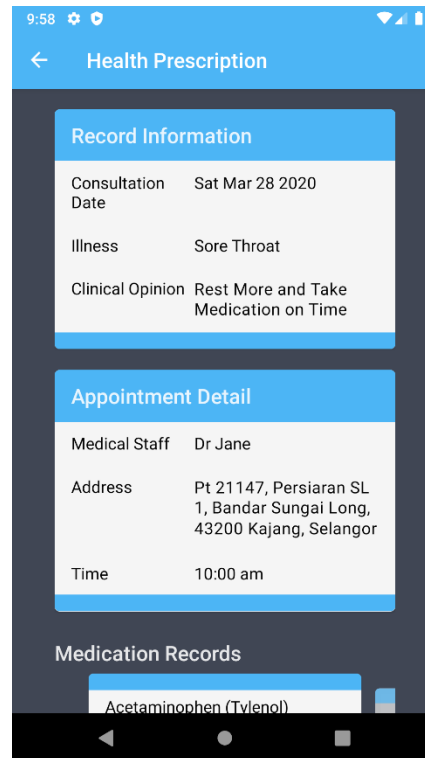 9:58
Health Prescription
Record Information
Consultation Date Sat Mar 28 2020
Illness Sore Throat
Clinical Opinion Rest More and Take
Medication on Time
Appointment Detail
Medical Staff Dr Jane
Address Pt 21147, Persiaran SL
1, Bandar Sungai Long,
43200 Kajang, Selangor
Time 10:00 am
Medication Records
Acetaminophen (Tylenol)